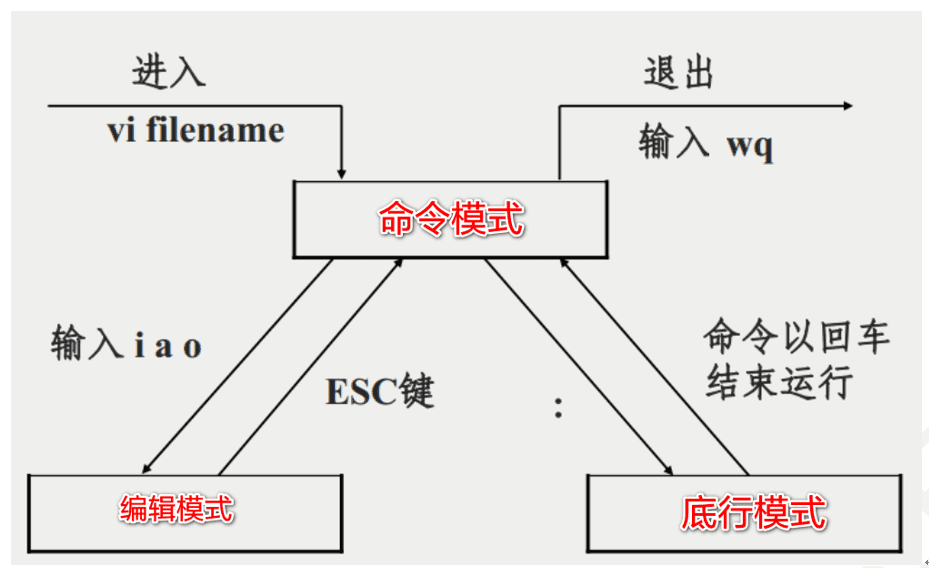 进入
vi filename
退出
输入 wq
命令模式
输入 i a o
ESC键
:
命令以回车
结束运行
编辑模式
底行模式